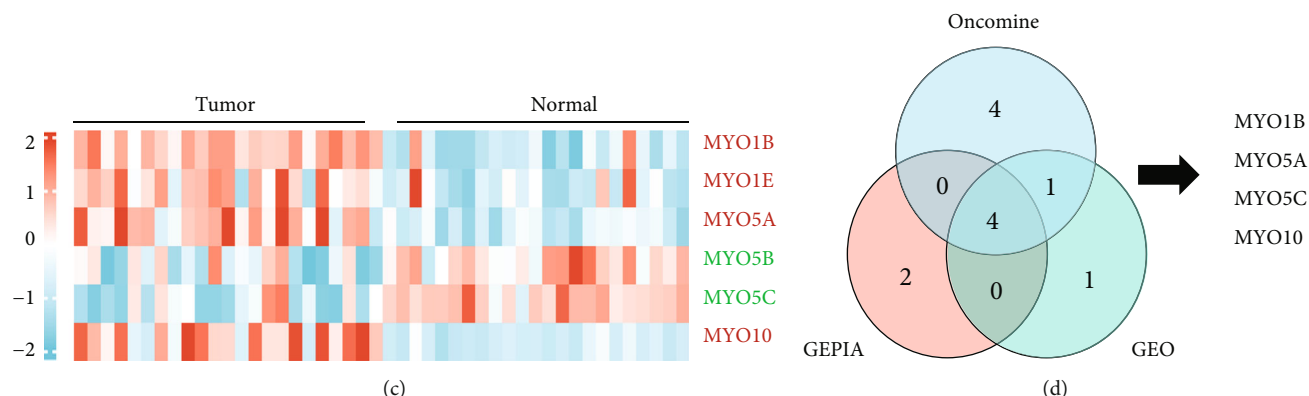 Tumor
Normal
2
1
0
−1
−2
MYO1B
MYO1E
MYO5A
MYO5B
MYO5C
MYO10
(c)
Oncomine
4
0
1
4
2
0
1
GEPIA
GEO
MYO1B
MYO5A
MYO5C
MYO10
(d)